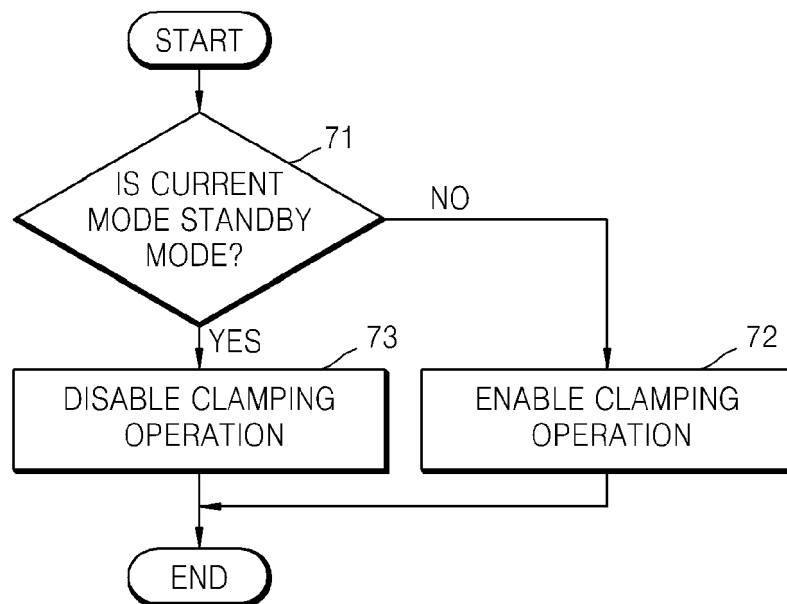 START
71
IS CURRENT
MODE STANDBY
MODE?
NO
YES
73
72
DISABLE CLAMPING
OPERATION
ENABLE CLAMPING
OPERATION
END